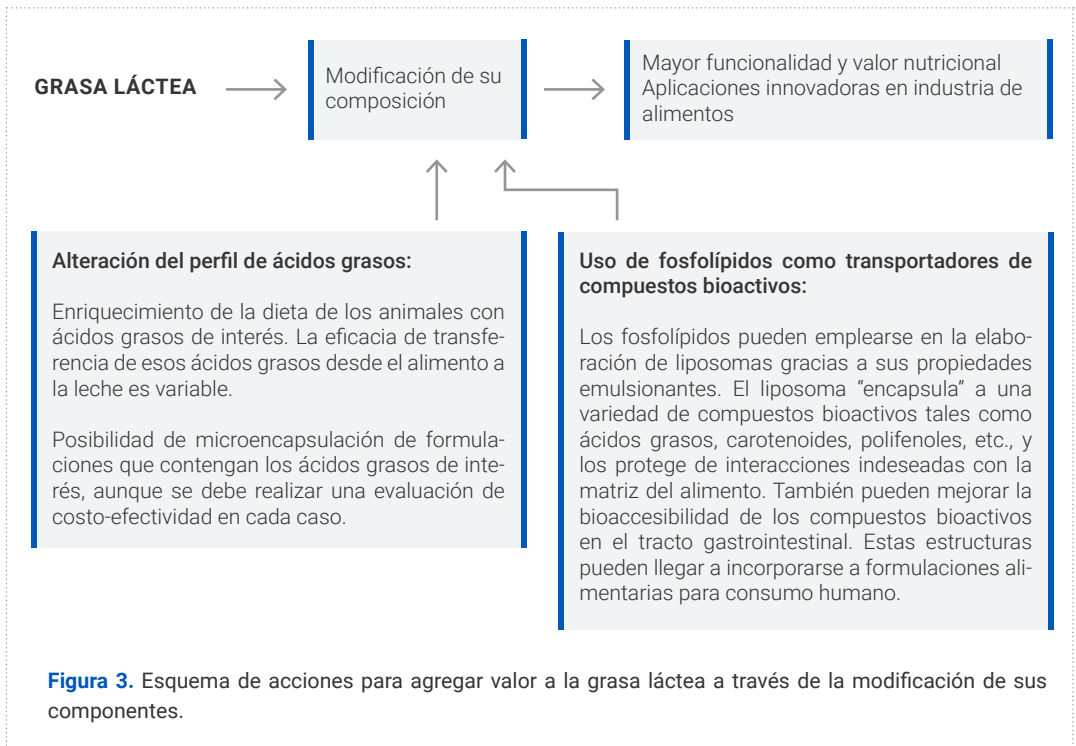 GRASA LÁCTEA
Modificación de su
composición
Mayor funcionalidad y valor nutricional
Aplicaciones innovadoras en industria de
alimentos
Alteración del perfil de ácidos grasos:
Enriquecimiento de la dieta de los animales con
ácidos grasos de interés. La eficacia de transfe-
rencia de esos ácidos grasos desde el alimento a
la leche es variable.
Posibilidad de microencapsulación de formula-
ciones que contengan los ácidos grasos de inte-
rés, aunque se debe realizar una evaluación de
costo-efectividad en cada caso.
Uso de fosfolípidos como transportadores de
compuestos bioactivos:
Los fosfolípidos pueden emplearse en la elabo-
ración de liposomas gracias a sus propiedades
emulsionantes. El liposoma “encapsula” a una
variedad de compuestos bioactivos tales como
ácidos grasos, carotenoides, polifenoles, etc., y
los protege de interacciones indeseadas con la
matriz del alimento. También pueden mejorar la
bioaccesibilidad de los compuestos bioactivos
en el tracto gastrointestinal. Estas estructuras
pueden llegar a incorporarse a formulaciones ali-
mentarias para consumo humano.
Figura 3. Esquema de acciones para agregar valor a la grasa láctea a través de la modificación de sus
componentes.